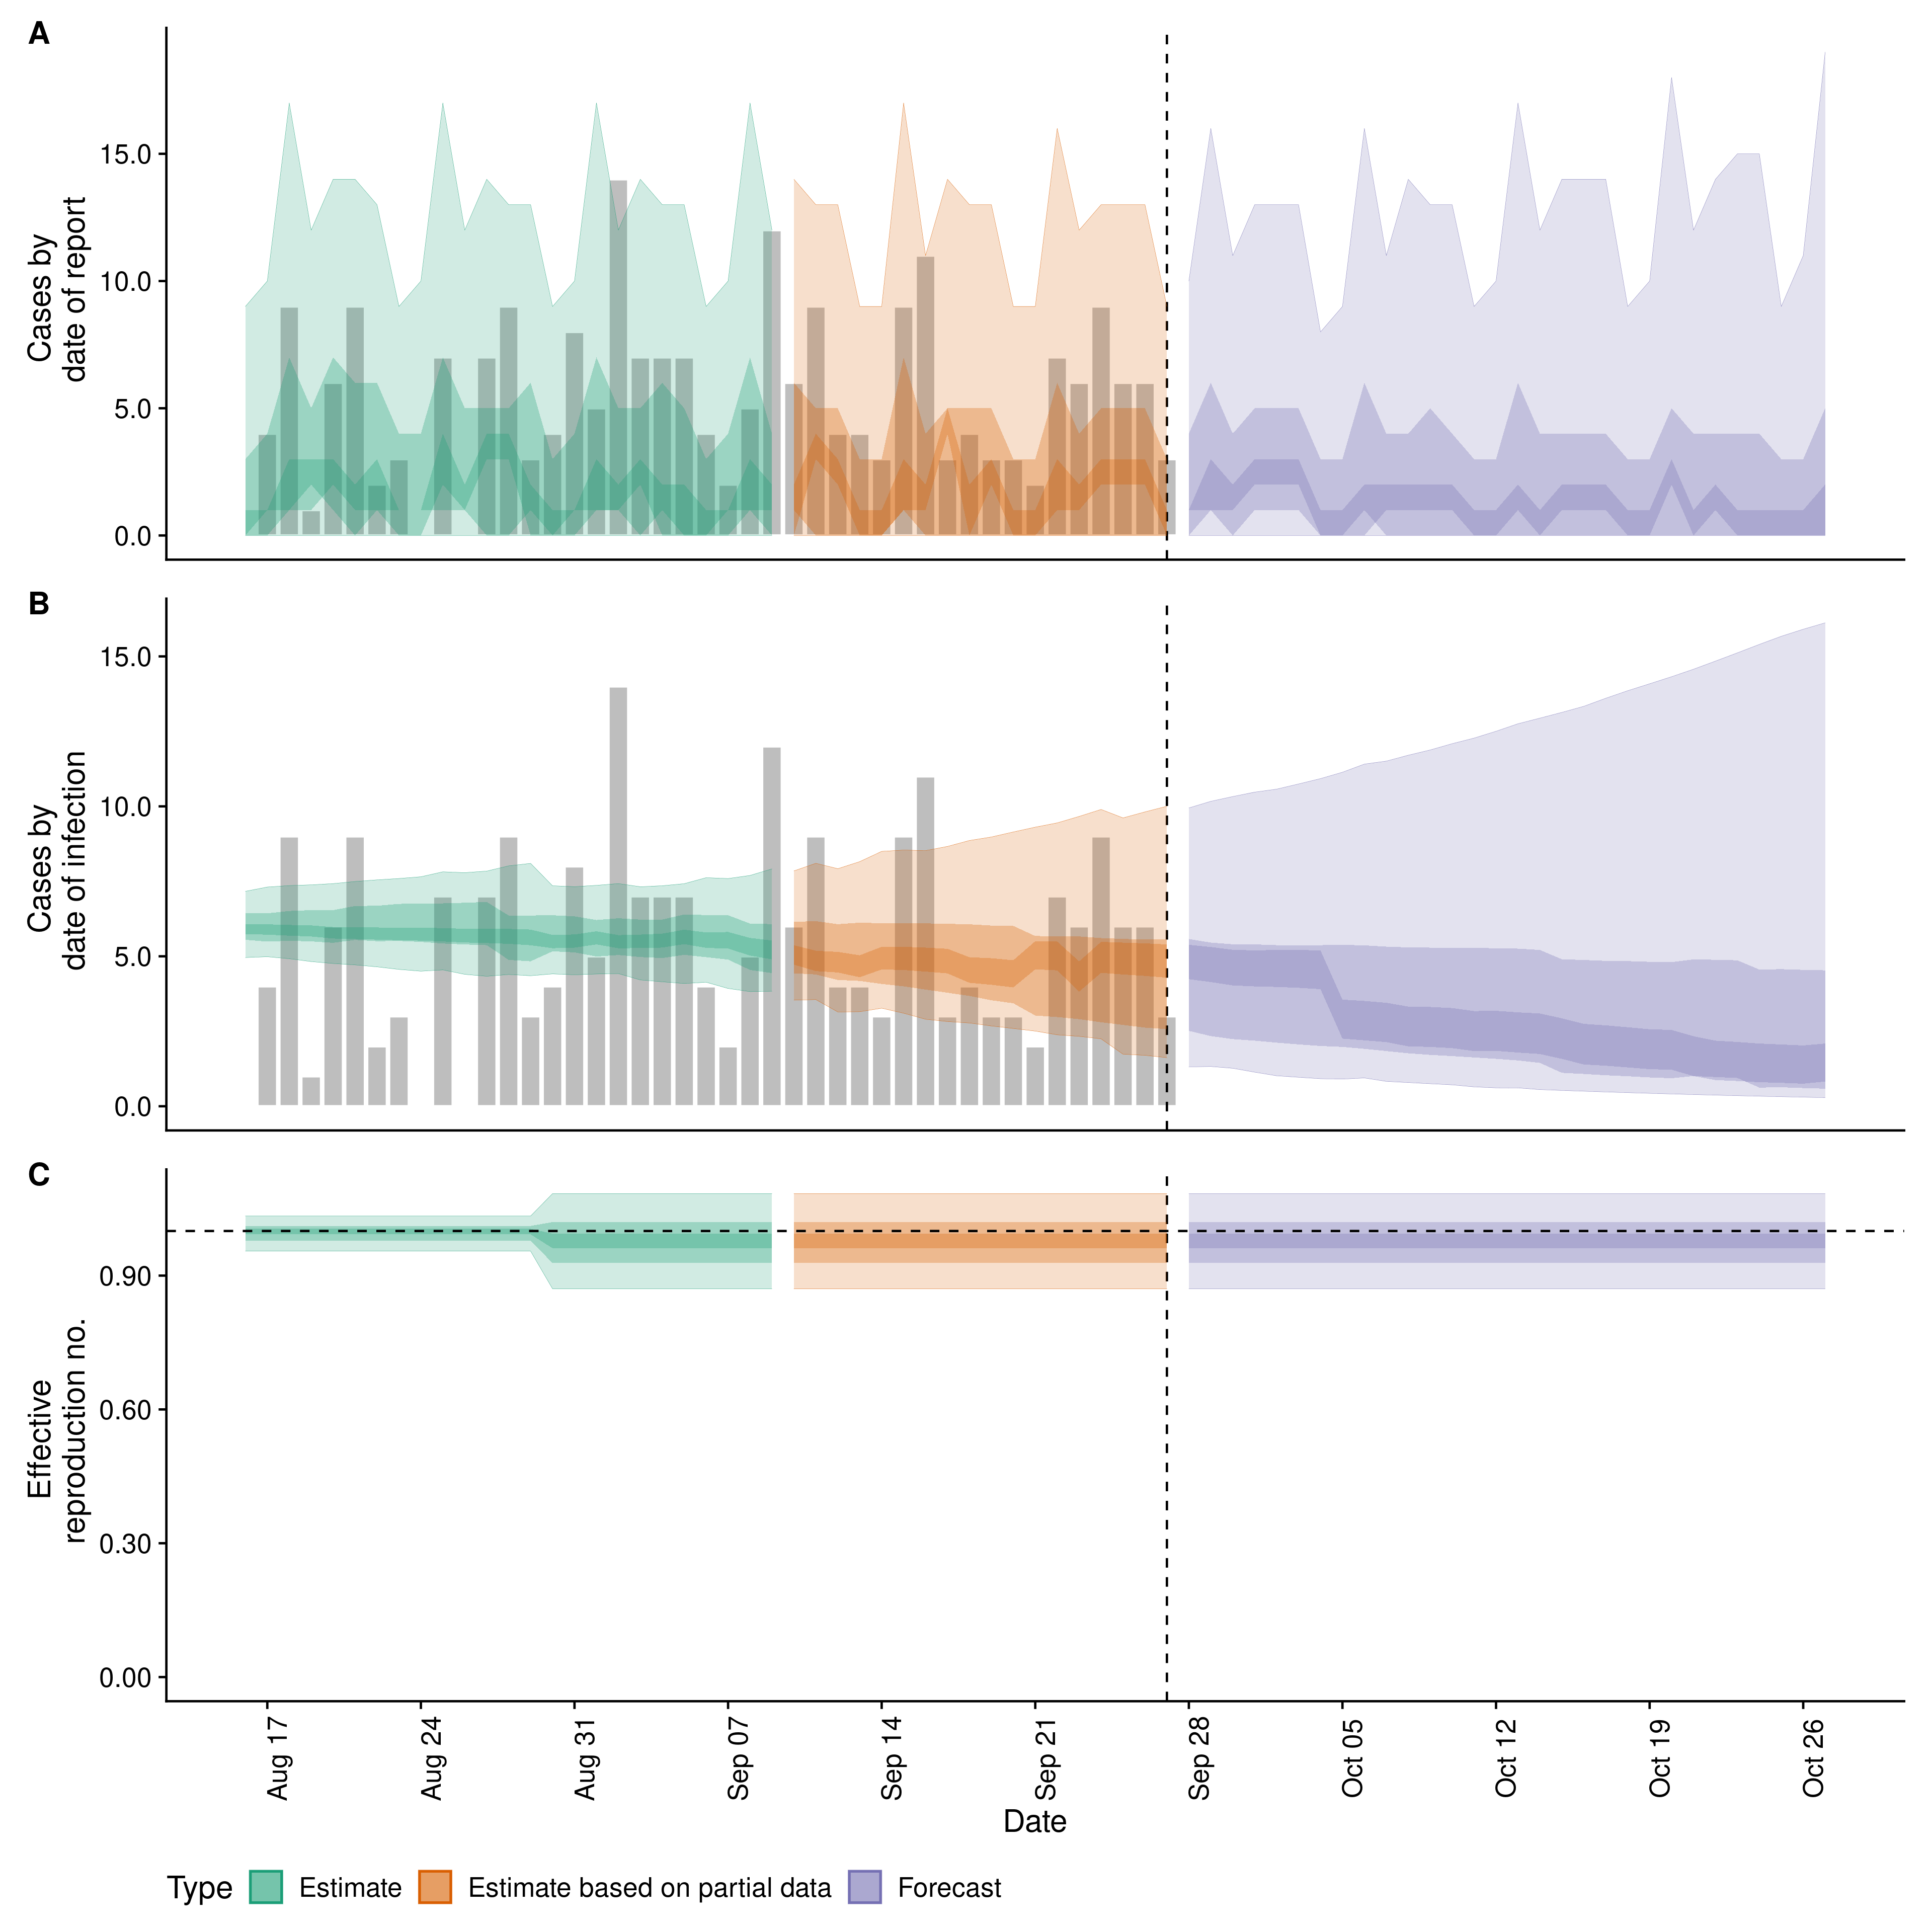 A
Cases by
date of report
15.0
10.0
5.0
0.0
B
Cases by
date of infection
15.0
10.0
5.0
0.0
C
Effective
reproduction no.
0.90
0.60
0.30
0.00
Aug 17
Aug 24
Aug 31
Sep 07
Sep 14
Sep 21
Sep 28
Oct 05
Oct 12
Oct 19
Oct 26
Date
Type Estimate Estimate based on partial data Forecast